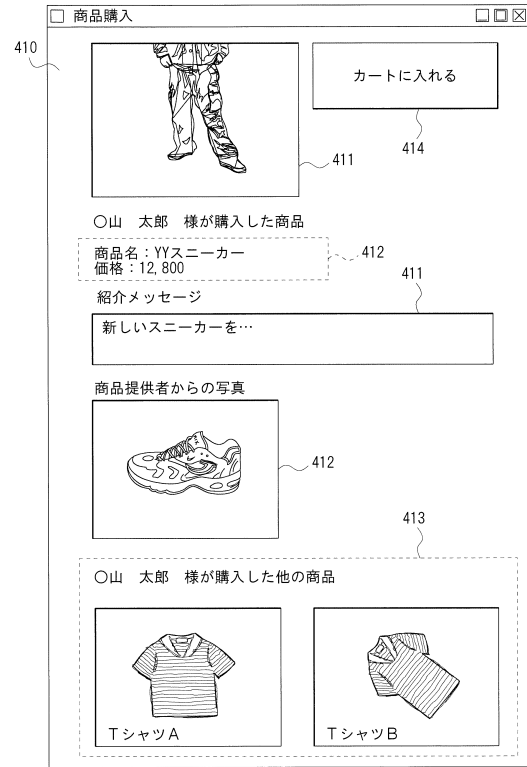 商品購入
410
カートに入れる
414
411
〇山　太郎　様が購入した商品
商品名：YYスニーカー
価格：12,800
412
411
紹介メッセージ
新しいスニーカーを…
商品提供者からの写真
412
413
〇山　太郎　様が購入した他の商品
TシャツA
TシャツB